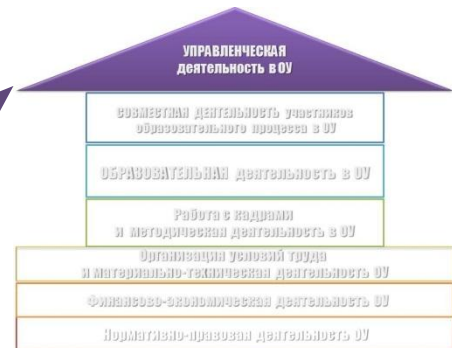 УПРАВЛЕНЧЕСКАЯ
деятельность в ОУ
СОВМЕСТНАЯ ДЕЯТЕЛЬНОСТЬ участников
образовательного процесса в ОУ
ОБРАЗОВАТЕЛЬНАЯ деятельность в ОУ
Работа с кадрами
и методическая деятельность в ОУ
Организация условий труда
и материально-техническая деятельность ОУ
Финансово-экономическая деятельность ОУ
Нормативно-правовая деятельность ОУ